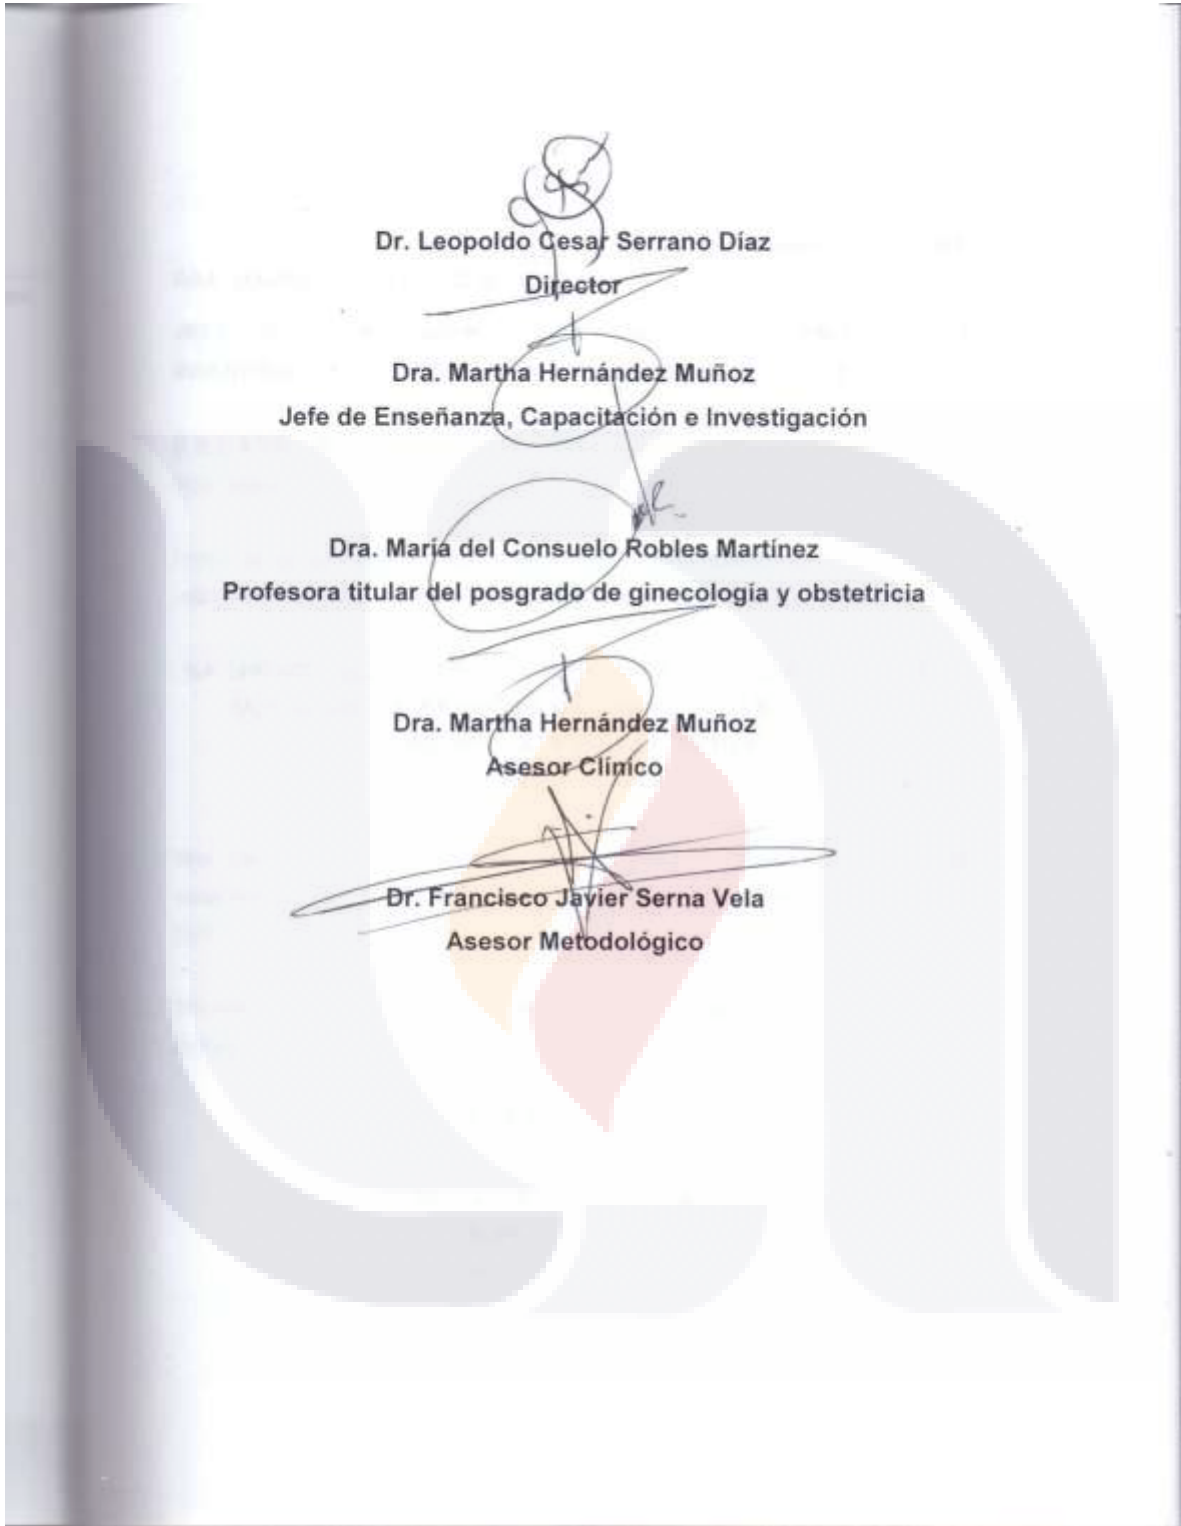 Dr. Leopoldo Cesar Serrano Díaz
Director
Dra. Martha Hernández Muñoz
Jefe de Enseñanza, Capacitación e Investigación
Dra. María del Consuelo Robles Martínez
Profesora titular del posgrado de ginecología y obstetricia
Dra. Martha Hernández Muñoz
Asesor Clínico
Dr. Francisco Javier Serna Vela
Asesor Metodológico